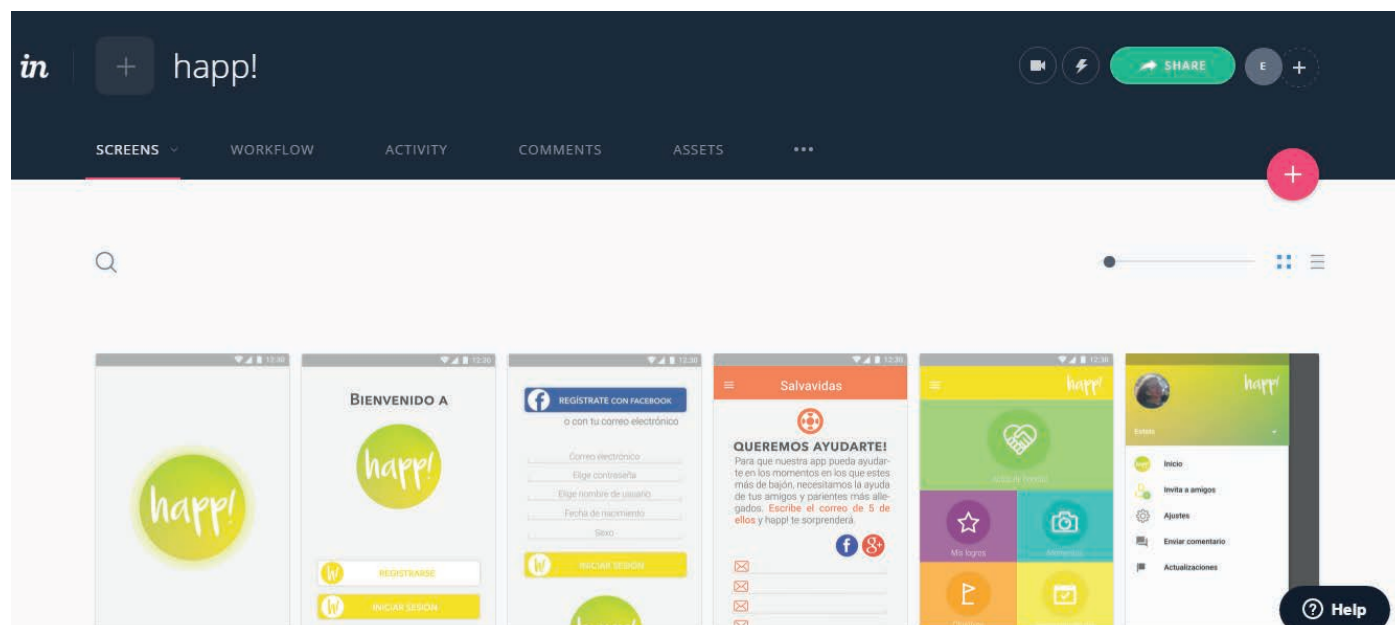 in
happ!
SHARE
E
SCREENS
WORKFLOW
ACTIVITY
COMMENTS
ASSETS
12:30
happ!
12:30
BIENVENIDO A
happ!
REGISTRARSE
INICIAR SESIÓN
12:30
REGÍSTRATE CON FACEBOOK
o con tu correo electrónico
Correo electrónico
Elige contraseña
Elige nombre de usuario
Fecha de nacimiento
Sexo
INICIAR SESIÓN
12:30
Salvavidas
QUEREMOS AYUDARTE!
Para que nuestra app pueda ayudar-
te en los momentos en los que estes
más de bajón, necesitamos la ayuda
de tus amigos y parientes más alle-
gados. Escribe el correo de 5 de
ellos y happ! te sorprenderá.
12:30
happ!
Mis logros
happ!
Inicio
Invita a amigos
Ajustes
Enviar comentario
Actualizaciones
Help